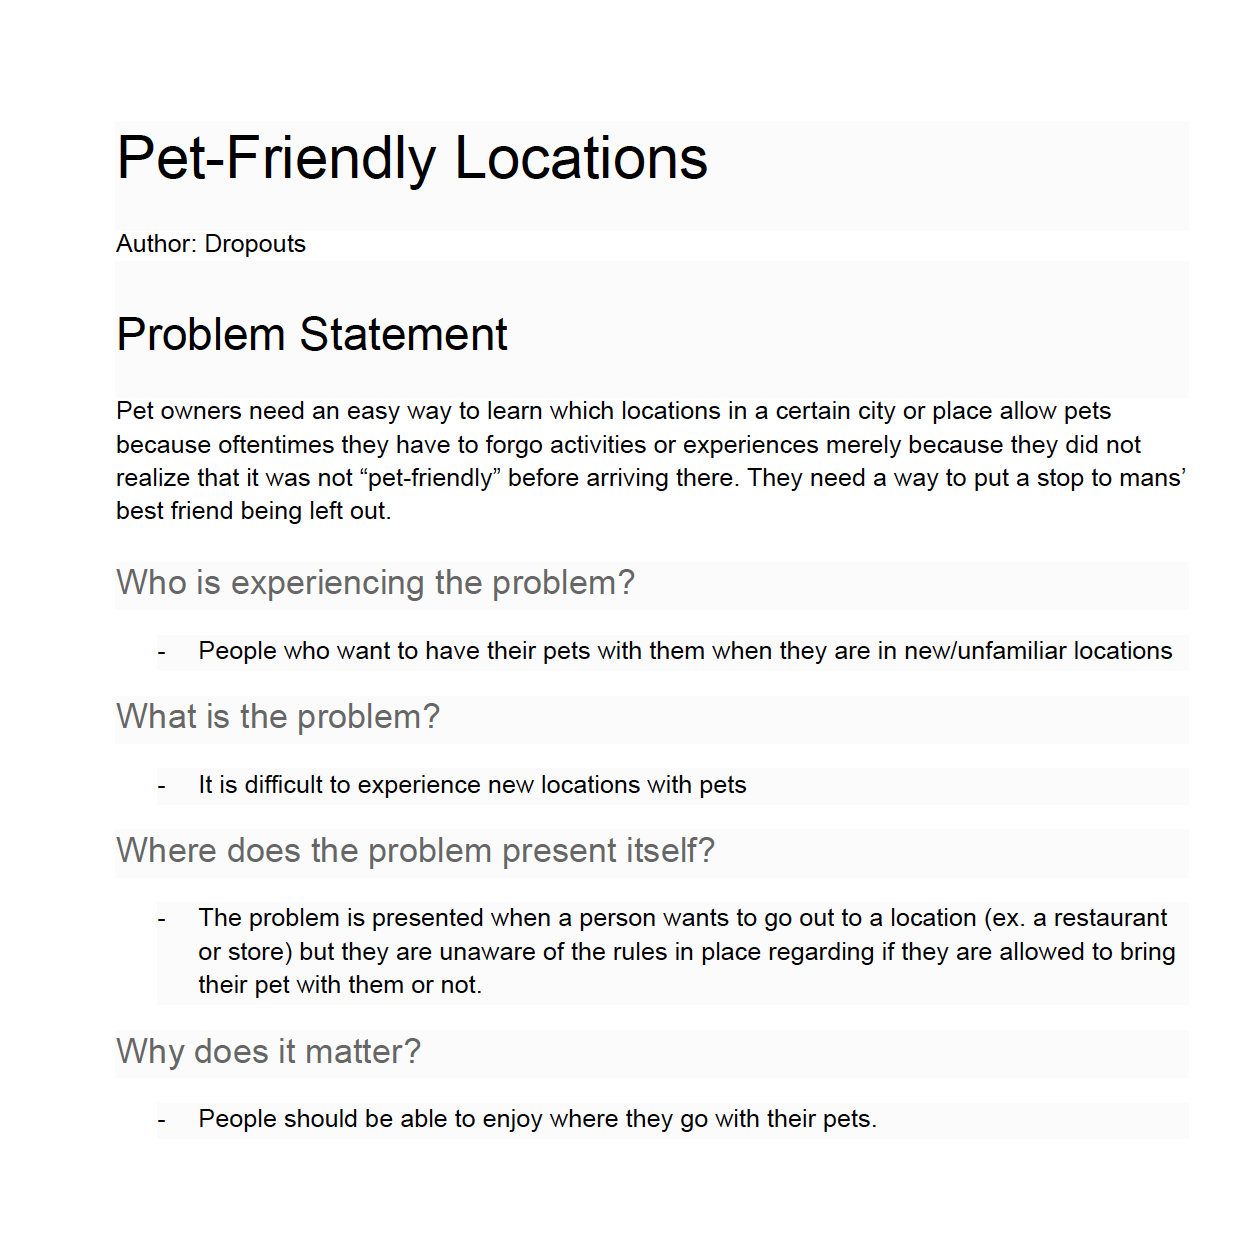 Pet-Friendly Locations
Author: Dropouts
Problem Statement
Pet owners need an easy way to learn which locations in a certain city or place allow pets
because oftentimes they have to forgo activities or experiences merely because they did not
realize that it was not “pet-friendly” before arriving there. They need a way to put a stop to mans’
best friend being left out.
Who is experiencing the problem?
- People who want to have their pets with them when they are in new/unfamiliar locations
What is the problem?
- It is difficult to experience new locations with pets
Where does the problem present itself?
- The problem is presented when a person wants to go out to a location (ex. a restaurant
or store) but they are unaware of the rules in place regarding if they are allowed to bring
their pet with them or not.
Why does it matter?
- People should be able to enjoy where they go with their pets.